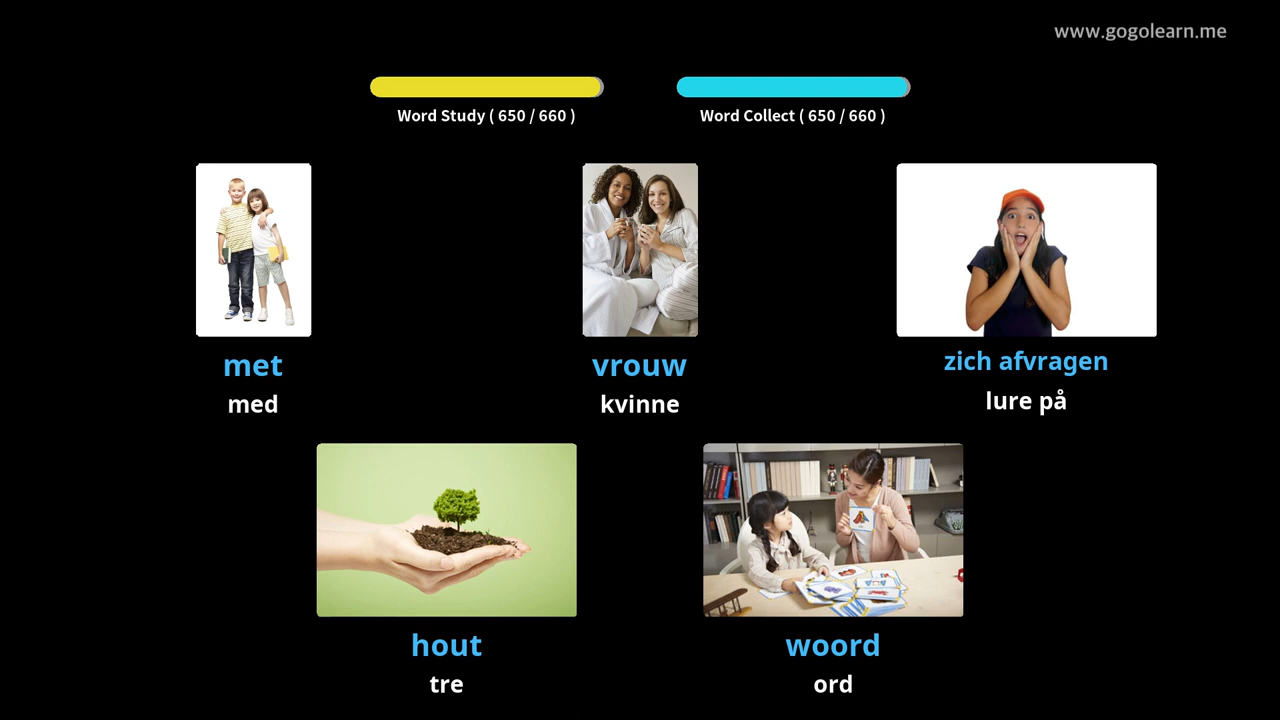 www.gogolearn.me
Word Study ( 650 / 660 )
Word Collect ( 650 / 660 )
met
med
vrouw
kvinne
zich afvragen
lure på
hout
tre
woord
ord